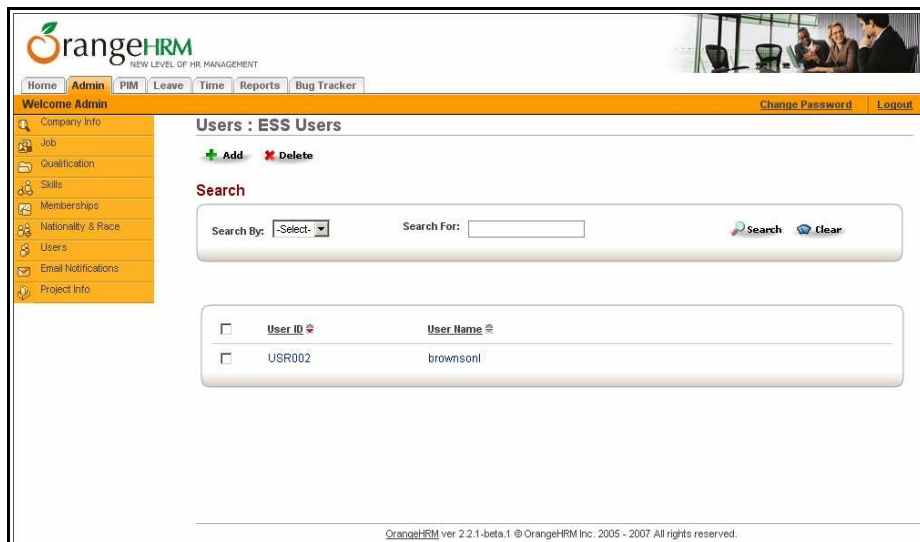 OrangeHRM
NEW LEVEL OF HR MANAGEMENT
Home Admin PIM Leave Time Reports Bug Tracker
Welcome Admin Change Password Logout
Company Info
Job
Qualification
Skills
Memberships
Nationality & Race
Users
Email Notifications
Project Info
Users : ESS Users
Add Delete
Search
Search By: -Select- Search For: Search Clear
User ID User Name
USR002 brownsonl
OrangeHRM ver 2.2.1-beta.1 © OrangeHRM Inc. 2005 - 2007 All rights reserved.